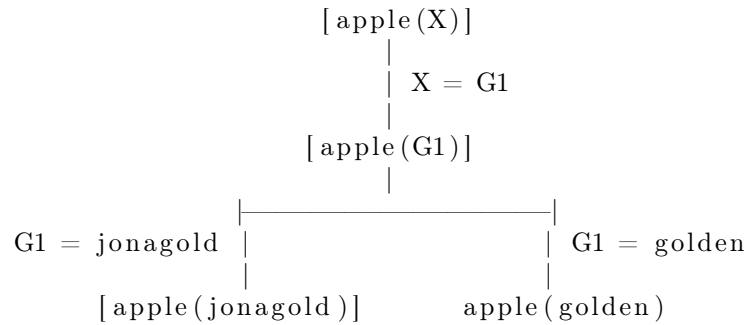 [apple(X)]
X = G1
[apple(G1)]
G1 = jonagold
G1 = golden
[apple(jonagold)]
apple(golden)